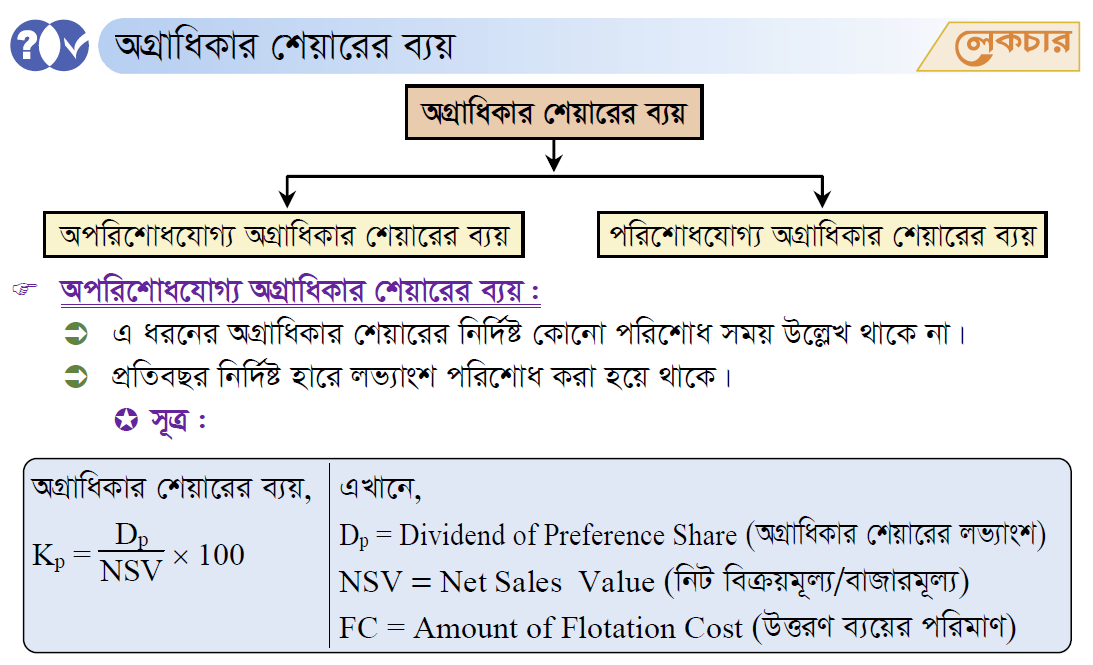 অগ্রাধিকার শেয়ারের ব্যয়
লেকচার
অগ্রাধিকার শেয়ারের ব্যয়
অপরিশোধযোগ্য অগ্রাধিকার শেয়ারের ব্যয়
পরিশোধযোগ্য অগ্রাধিকার শেয়ারের ব্যয়
☞ অপরিশোধযোগ্য অগ্রাধিকার শেয়ারের ব্যয় :
➲ এ ধরনের অগ্রাধিকার শেয়ারের নির্দিষ্ট কোনো পরিশোধ সময় উল্লেখ থাকে না।
➲ প্রতিবছর নির্দিষ্ট হারে লভ্যাংশ পরিশোধ করা হয়ে থাকে।
✪ সূত্র :
অগ্রাধিকার শেয়ারের ব্যয়,
Kp = Dp/NSV × 100
এখানে,
Dp = Dividend of Preference Share (অগ্রাধিকার শেয়ারের লভ্যাংশ)
NSV = Net Sales Value (নিট বিক্রয়মূল্য/বাজারমূল্য)
FC = Amount of Flotation Cost (উত্তরণ ব্যয়ের পরিমাণ)